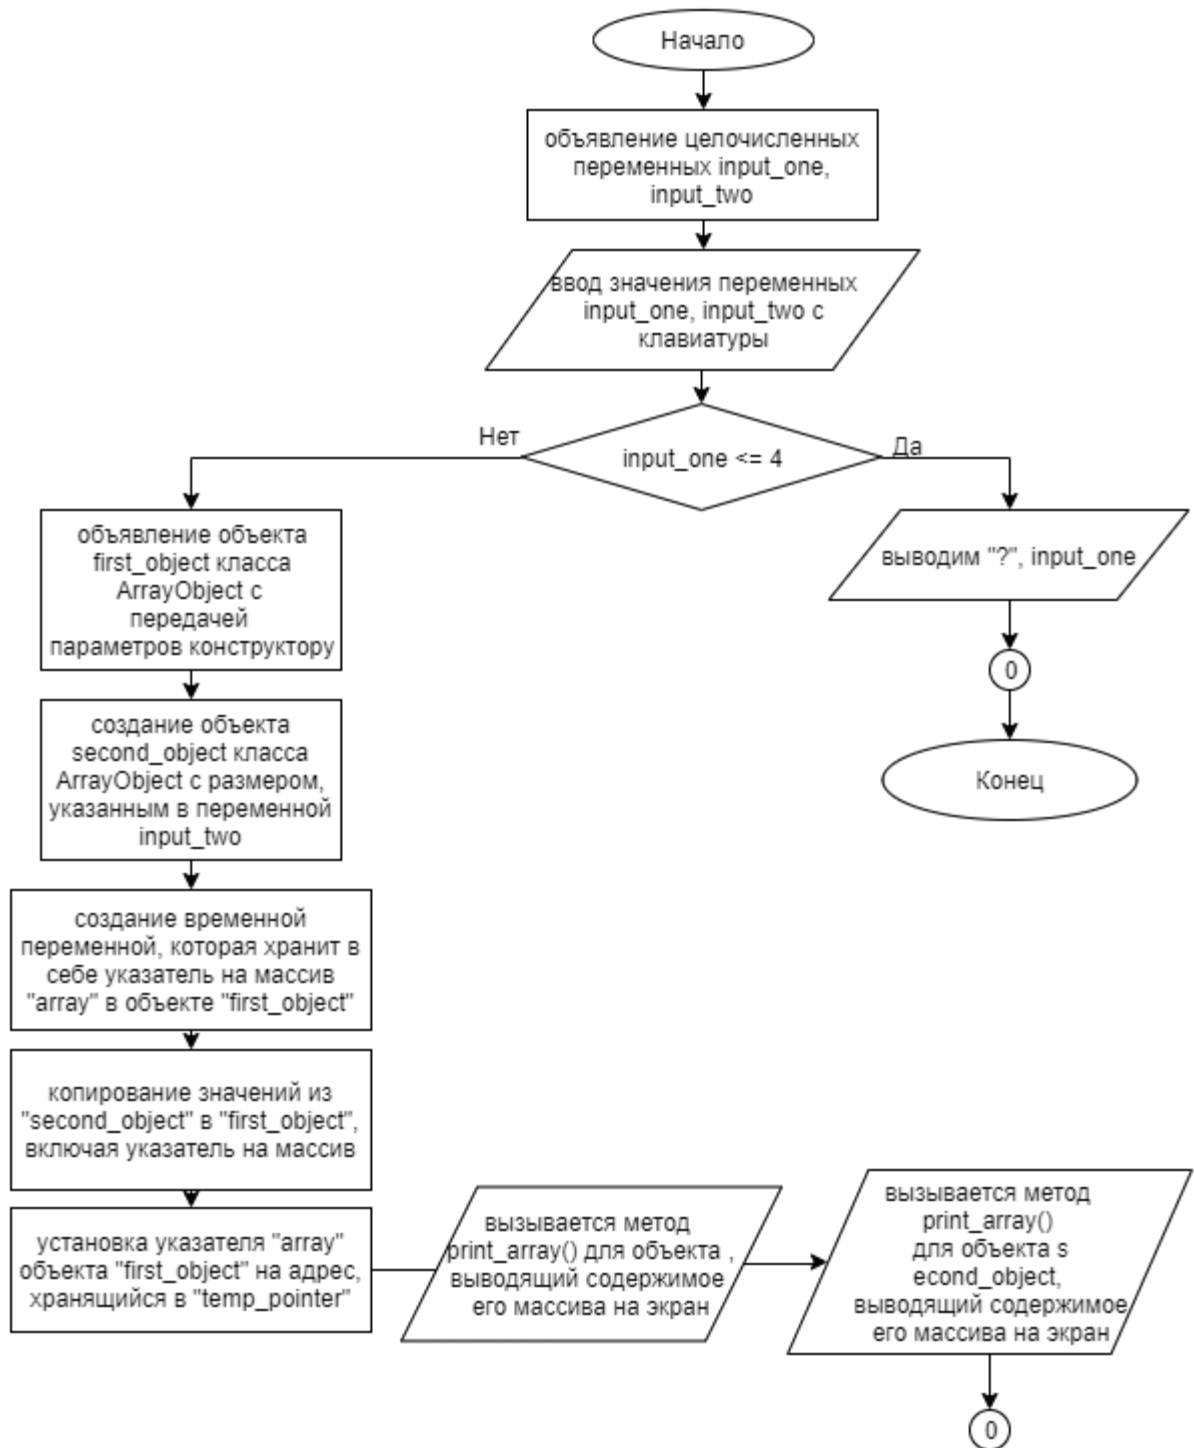 Начало
объявление целочисленных
переменных input_one,
input_two
ввод значения переменных
input_one, input_two с
клавиатуры
input_one <= 4
Нет
Да
объявление объекта
first_object класса
ArrayObject с
передачей
параметров конструктору
создание объекта
second_object класса
ArrayObject с размером,
указанным в переменной
input_two
создание временной
переменной, которая хранит в
себе указатель на массив
"array" в объекте "first_object"
копирование значений из
"second_object" в "first_object",
включая указатель на массив
установка указателя "array"
объекта "first_object" на адрес,
хранящийся в "temp_pointer"
вызывается метод
print_array() для объекта ,
выводящий содержимое
его массива на экран
вызывается метод
print_array()
для объекта s
econd_object,
выводящий содержимое
его массива на экран
0
выводим "?", input_one
0
Конец